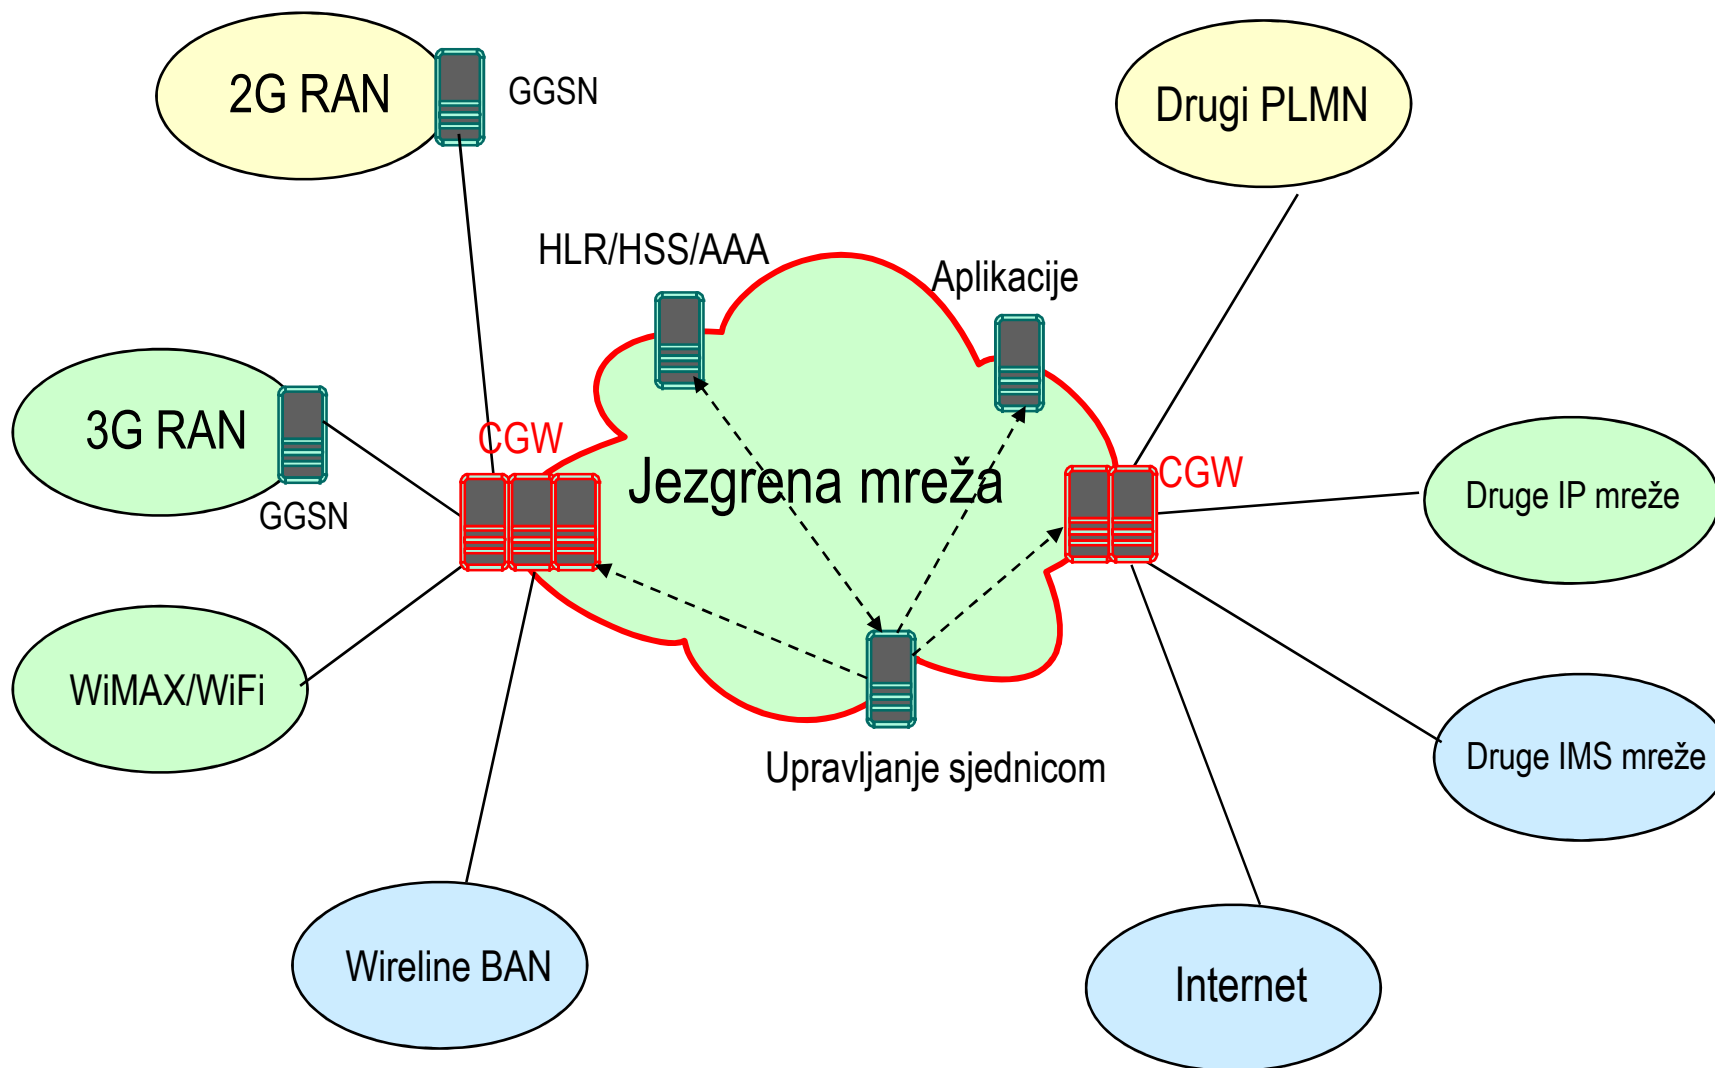 2G RAN
GGSN
Drugi PLMN
HLR/HSS/AAA
Aplikacije
3G RAN
GGSN
CGW
Jezgrena mreža
CGW
Druge IP mreže
WiMAX/WiFi
Upravljanje sjednicom
Druge IMS mreže
Wireline BAN
Internet